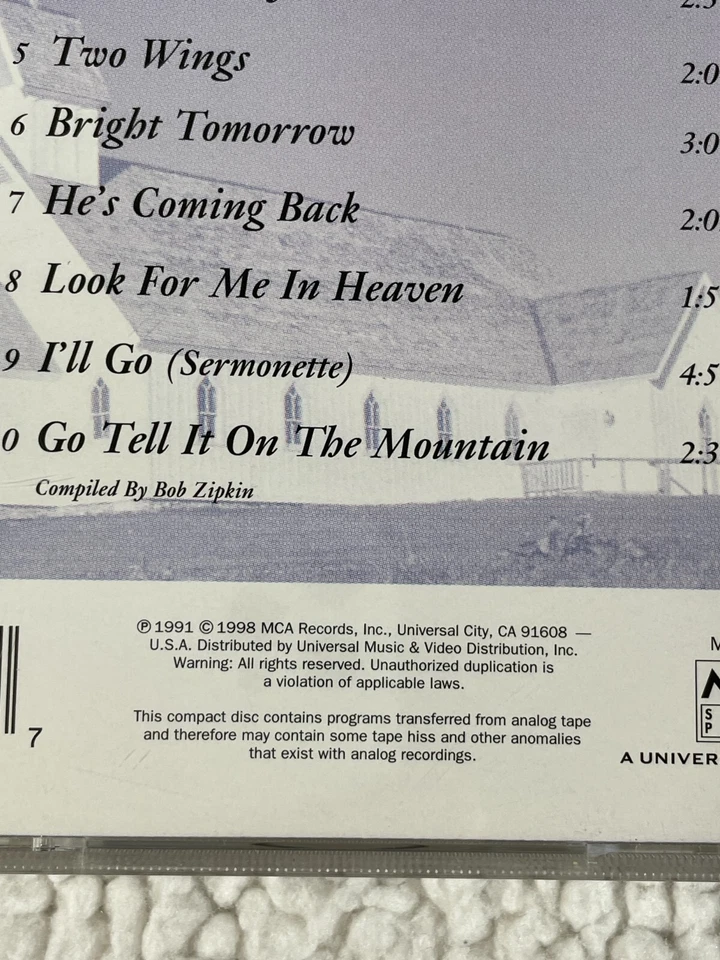 2:3
5 Two Wings 2:0
6 Bright Tomorrow 3:0
7 He's Coming Back 2:0
8 Look For Me In Heaven 1:5
9 I'll Go (Sermonette) 4:5
0 Go Tell It On The Mountain 2:3
Compiled By Bob Zipkin
℗ 1991 © 1998 MCA Records, Inc., Universal City, CA 91608 —
U.S.A. Distributed by Universal Music & Video Distribution, Inc.
Warning: All rights reserved. Unauthorized duplication is
a violation of applicable laws.
This compact disc contains programs transferred from analog tape
and therefore may contain some tape hiss and other anomalies
that exist with analog recordings.
7
M
S
P
A UNIVER